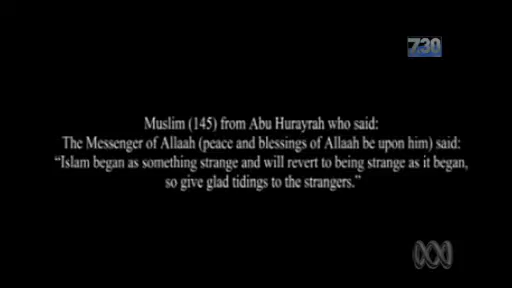 7.30
Muslim (145) from Abu Hurayrah who said:
The Messenger of Allaah (peace and blessings of Allaah be upon him) said:
“Islam began as something strange and will revert to being strange as it began,
so give glad tidings to the strangers.”